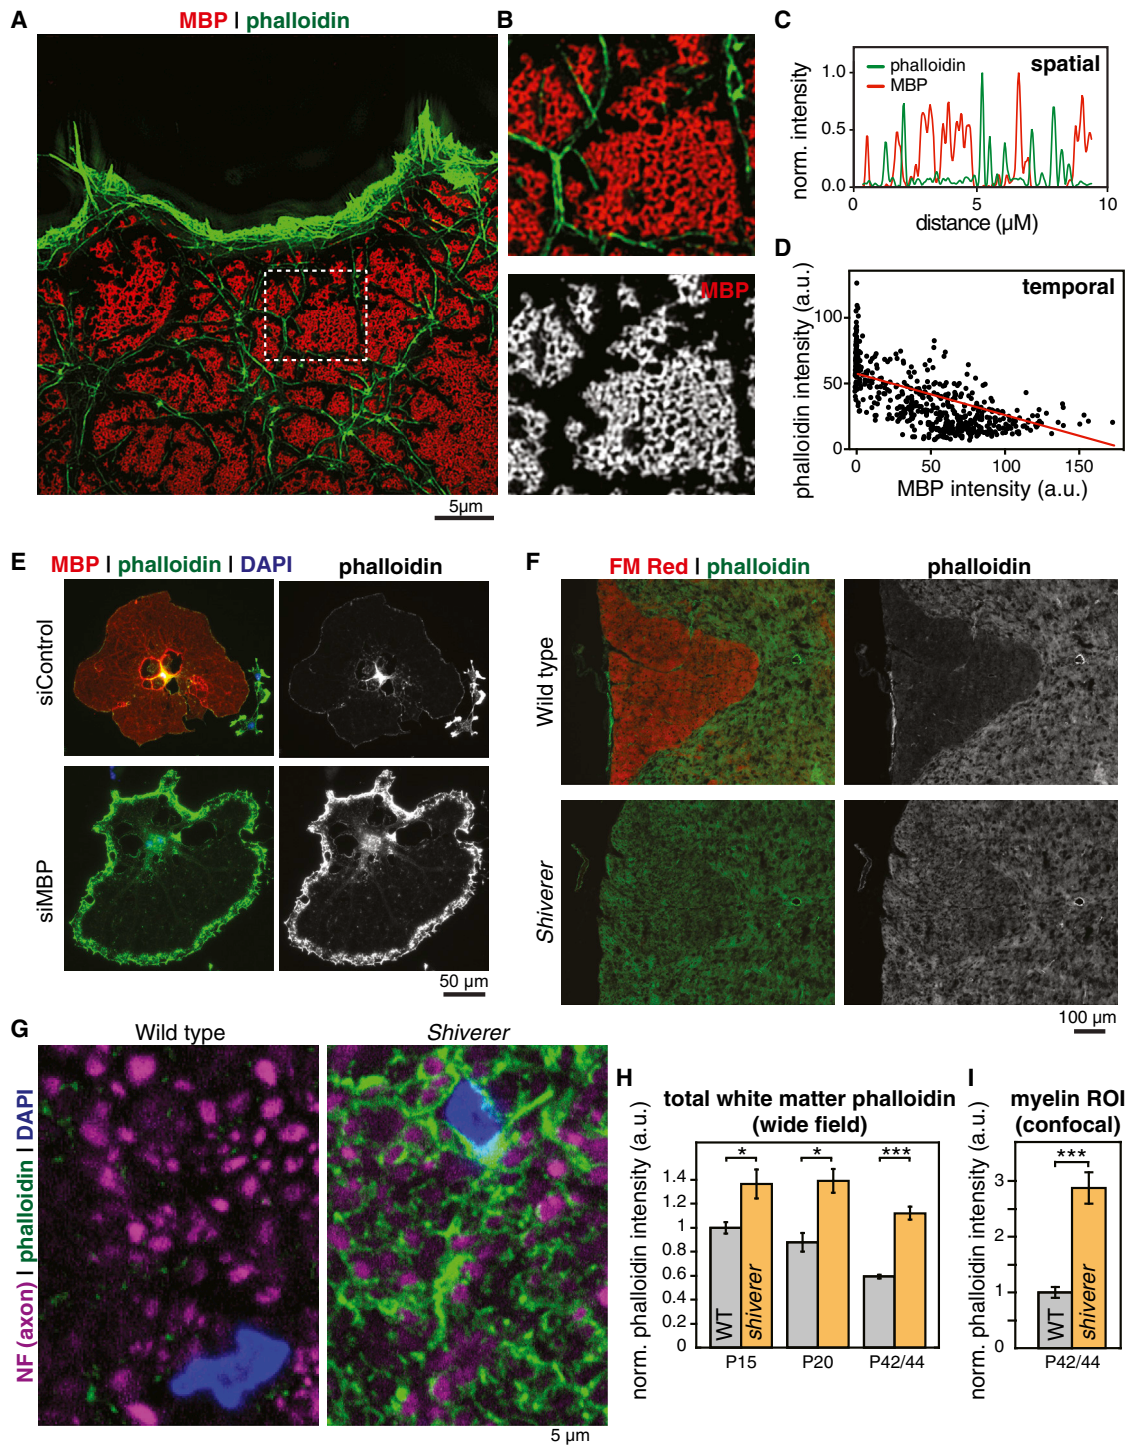 A
MBP | phalloidin
5µm
B
MBP
C
norm. intensity
1.0
0.5
0.0
phalloidin
MBP
spatial
0
5
10
distance (µM)
D
phalloidin intensity (a.u.)
100
50
0
temporal
0
50
100
150
MBP intensity (a.u.)
E
MBP | phalloidin | DAPI
phalloidin
siControl
siMBP
50 µm
F
FM Red | phalloidin
phalloidin
Wild type
Shiverer
100 µm
G
Wild type
Shiverer
NF (axon) | phalloidin | DAPI
5 µm
H
total white matter phalloidin
(wide field)
norm. phalloidin intensity (a.u.)
1.4
1.2
1
0.8
0.6
0.4
0.2
0
*
*
***
WT
shiverer
P15
P20
P42/44
I
myelin ROI
(confocal)
norm. phalloidin intensity (a.u.)
3
2
1
0
***
WT
shiverer
P42/44